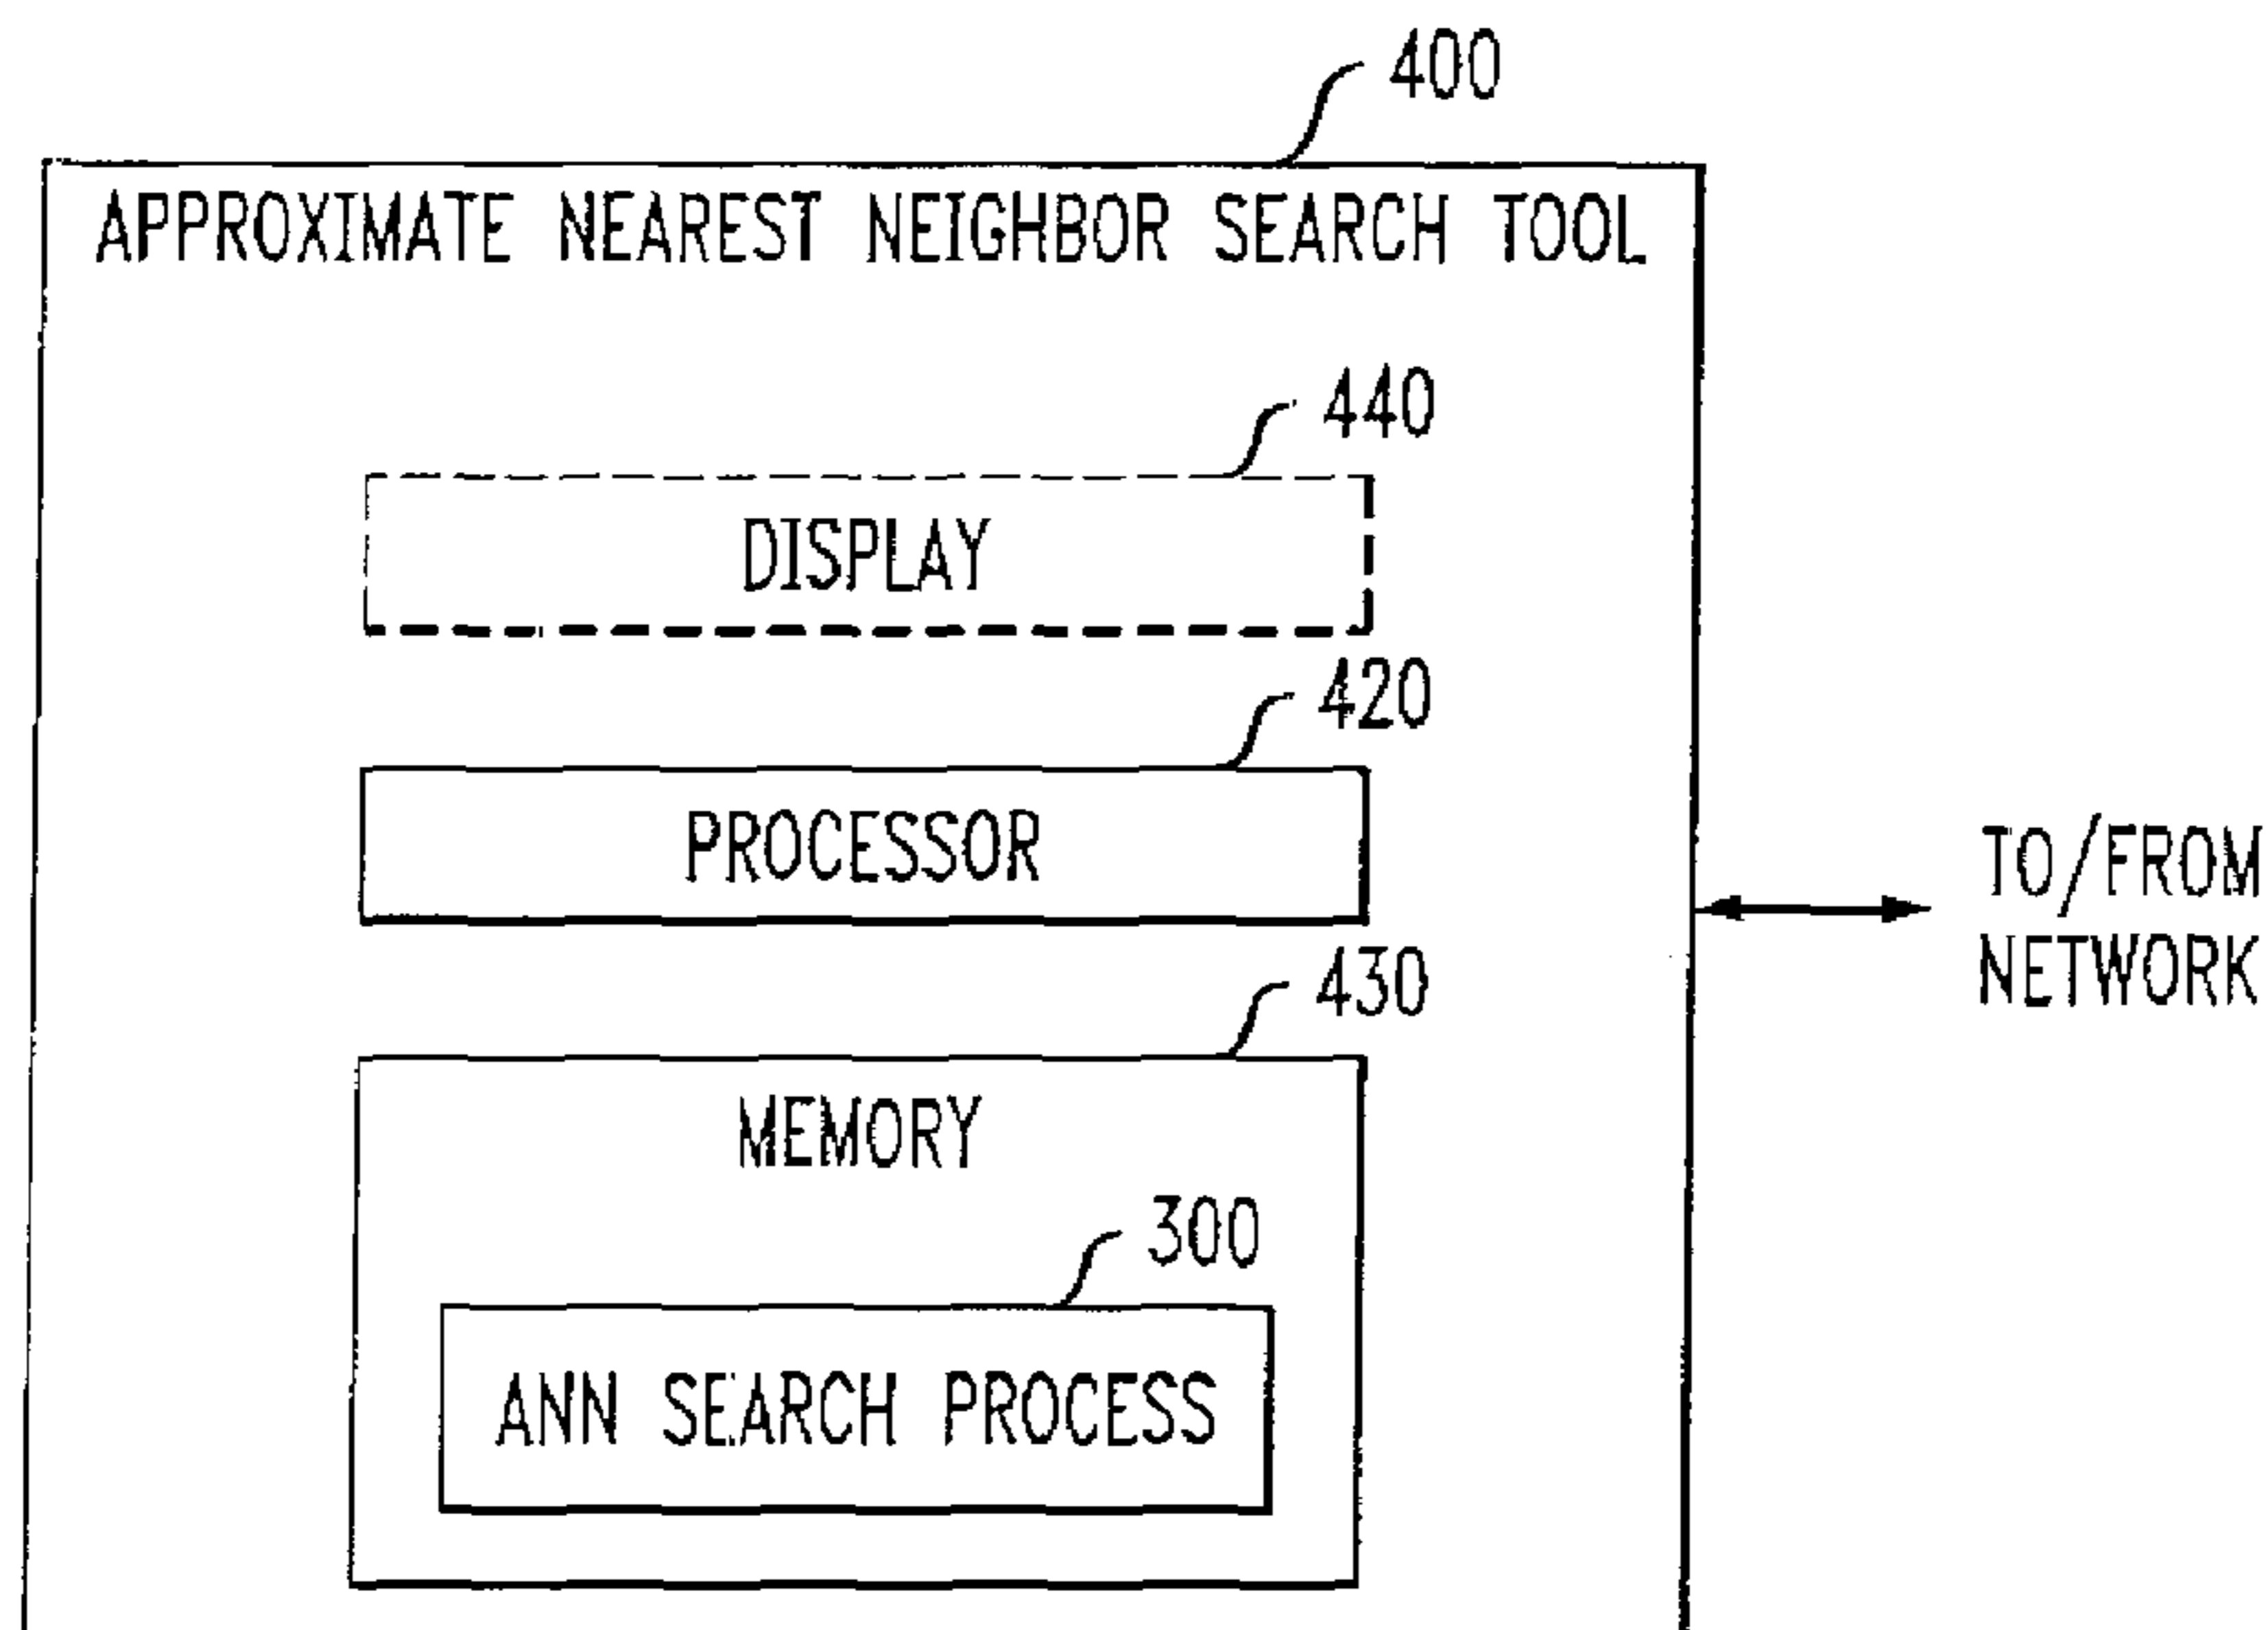 400
APPROXIMATE NEAREST NEIGHBOR SEARCH TOOL
440
DISPLAY
420
PROCESSOR
TO/FROM
NETWORK
430
MEMORY
300
ANN SEARCH PROCESS